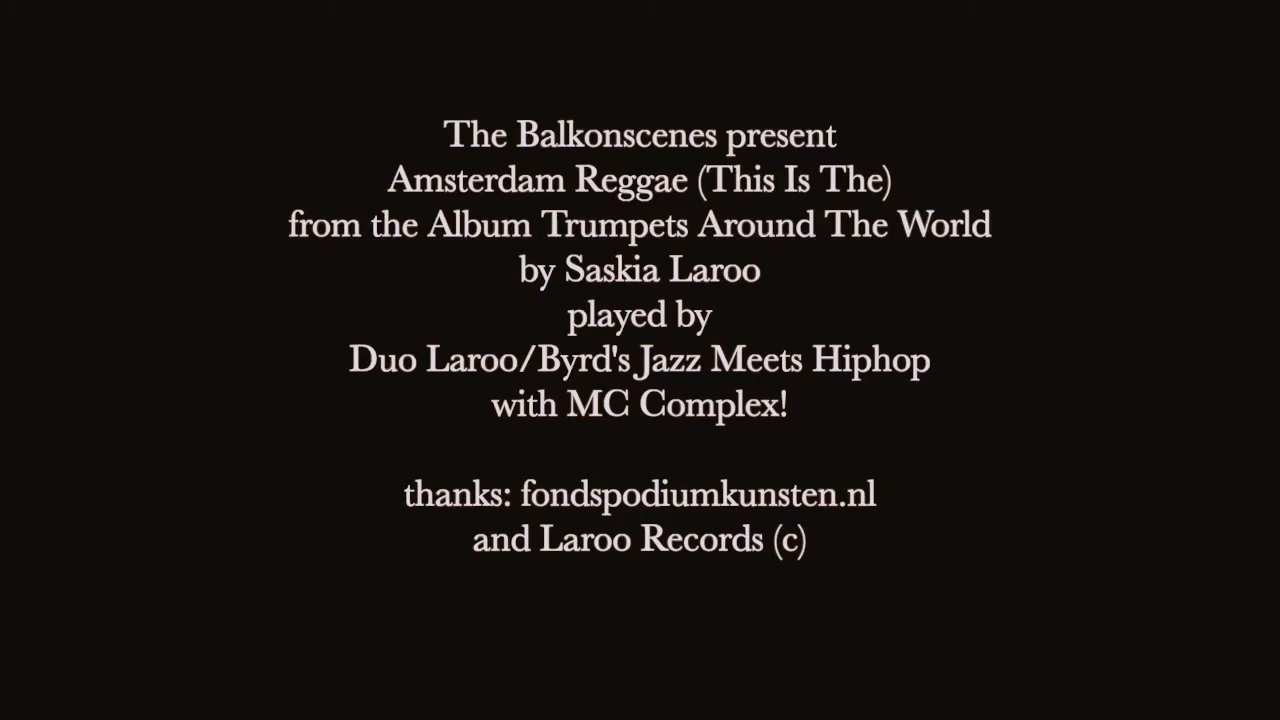 The Balkonscenes present
Amsterdam Reggae (This Is The)
from the Album Trumpets Around The World
by Saskia Laroo
played by
Duo Laroo/Byrd's Jazz Meets Hiphop
with MC Complex!
thanks: fondspodiumkunsten.nl
and Laroo Records (c)